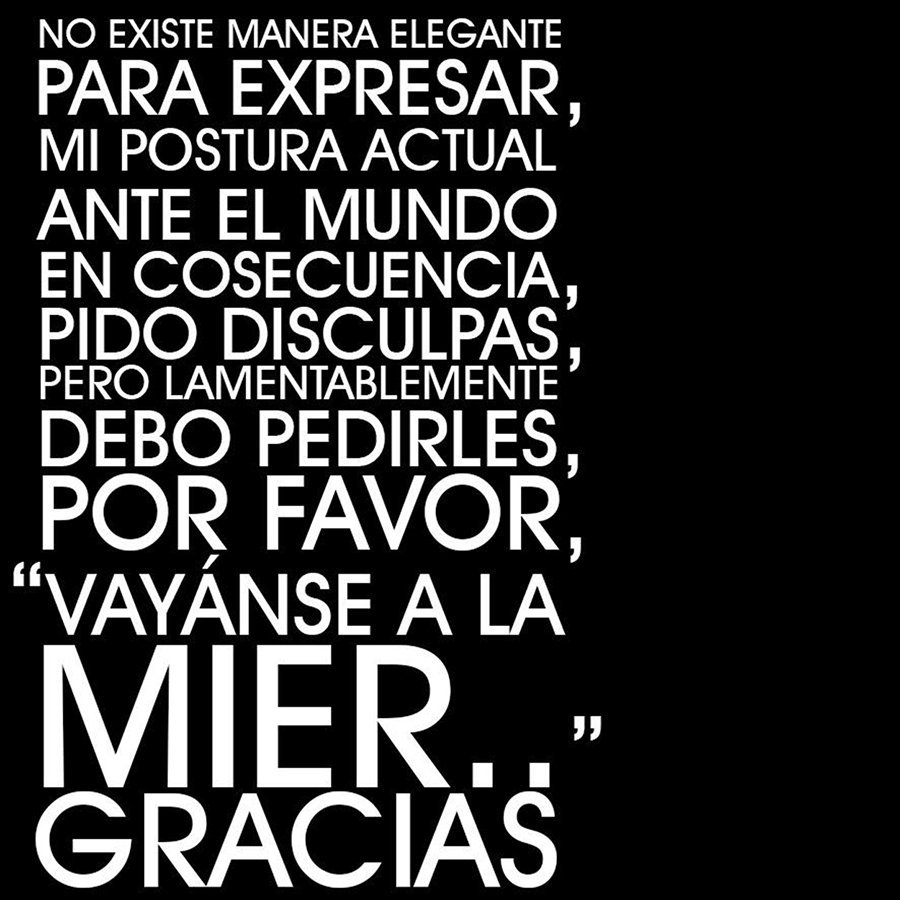 NO EXISTE MANERA ELEGANTE
PARA EXPRESAR,
MI POSTURA ACTUAL
ANTE EL MUNDO
EN COSECUENCIA,
PIDO DISCULPAS,
PERO LAMENTABLEMENTE
DEBO PEDIRLES,
POR FAVOR,
“VAYÁNSE A LA
MIER..”
GRACIAS